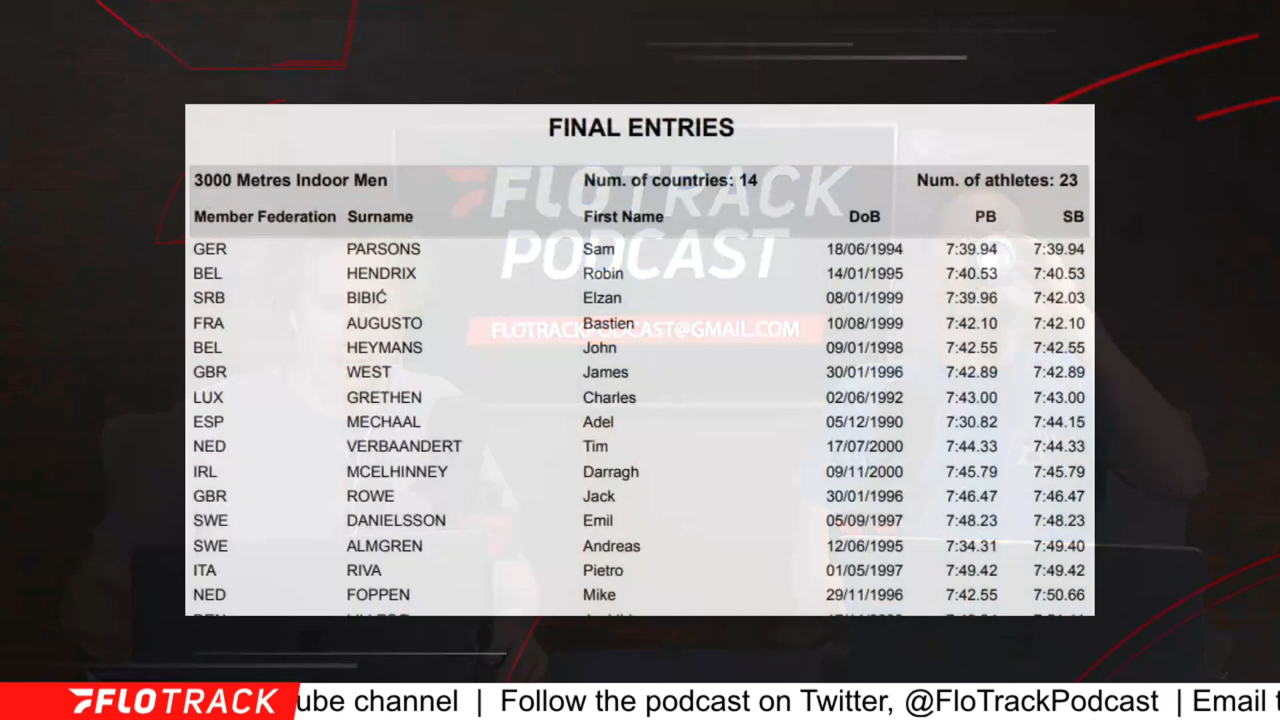 FINAL ENTRIES
3000 Metres Indoor Men Num. of countries: 14 Num. of athletes: 23
Member Federation Surname First Name DoB PB SB
GER PARSONS Sam 18/06/1994 7:39.94 7:39.94
BEL HENDRIX Robin 14/01/1995 7:40.53 7:40.53
SRB BIBIĆ Elzan 08/01/1999 7:39.96 7:42.03
FRA AUGUSTO Bastien 10/08/1999 7:42.10 7:42.10
BEL HEYMANS John 09/01/1998 7:42.55 7:42.55
GBR WEST James 30/01/1996 7:42.89 7:42.89
LUX GRETHEN Charles 02/06/1992 7:43.00 7:43.00
ESP MECHAAL Adel 05/12/1990 7:30.82 7:44.15
NED VERBAANDERT Tim 17/07/2000 7:44.33 7:44.33
IRL MCELHINNEY Darragh 09/11/2000 7:45.79 7:45.79
GBR ROWE Jack 30/01/1996 7:46.47 7:46.47
SWE DANIELSSON Emil 05/09/1997 7:48.23 7:48.23
SWE ALMGREN Andreas 12/06/1995 7:34.31 7:49.40
ITA RIVA Pietro 01/05/1997 7:49.42 7:49.42
NED FOPPEN Mike 29/11/1996 7:42.55 7:50.66
FLOTRACK
PODCAST
FLOTRACKPODCAST@GMAIL.COM
FLOTRACK ube channel | Follow the podcast on Twitter, @FloTrackPodcast | Email